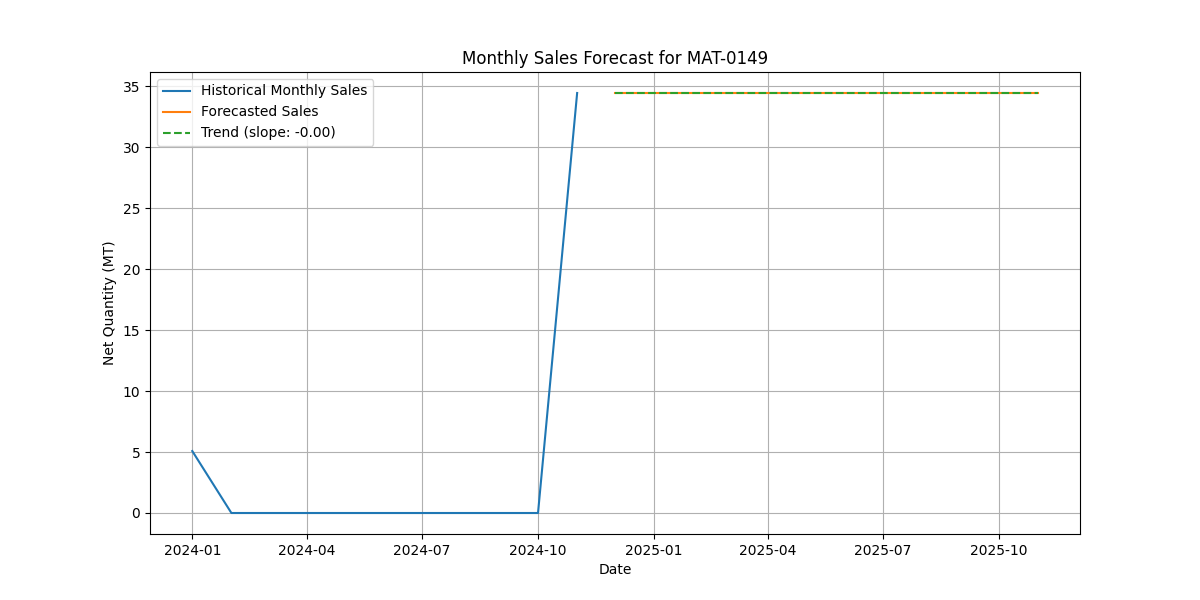 Monthly Sales Forecast for MAT-0149
Historical Monthly Sales
Forecasted Sales
Trend (slope: -0.00)
Net Quantity (MT)
35
30
25
20
15
10
5
0
2024-01 2024-04 2024-07 2024-10 2025-01 2025-04 2025-07 2025-10
Date